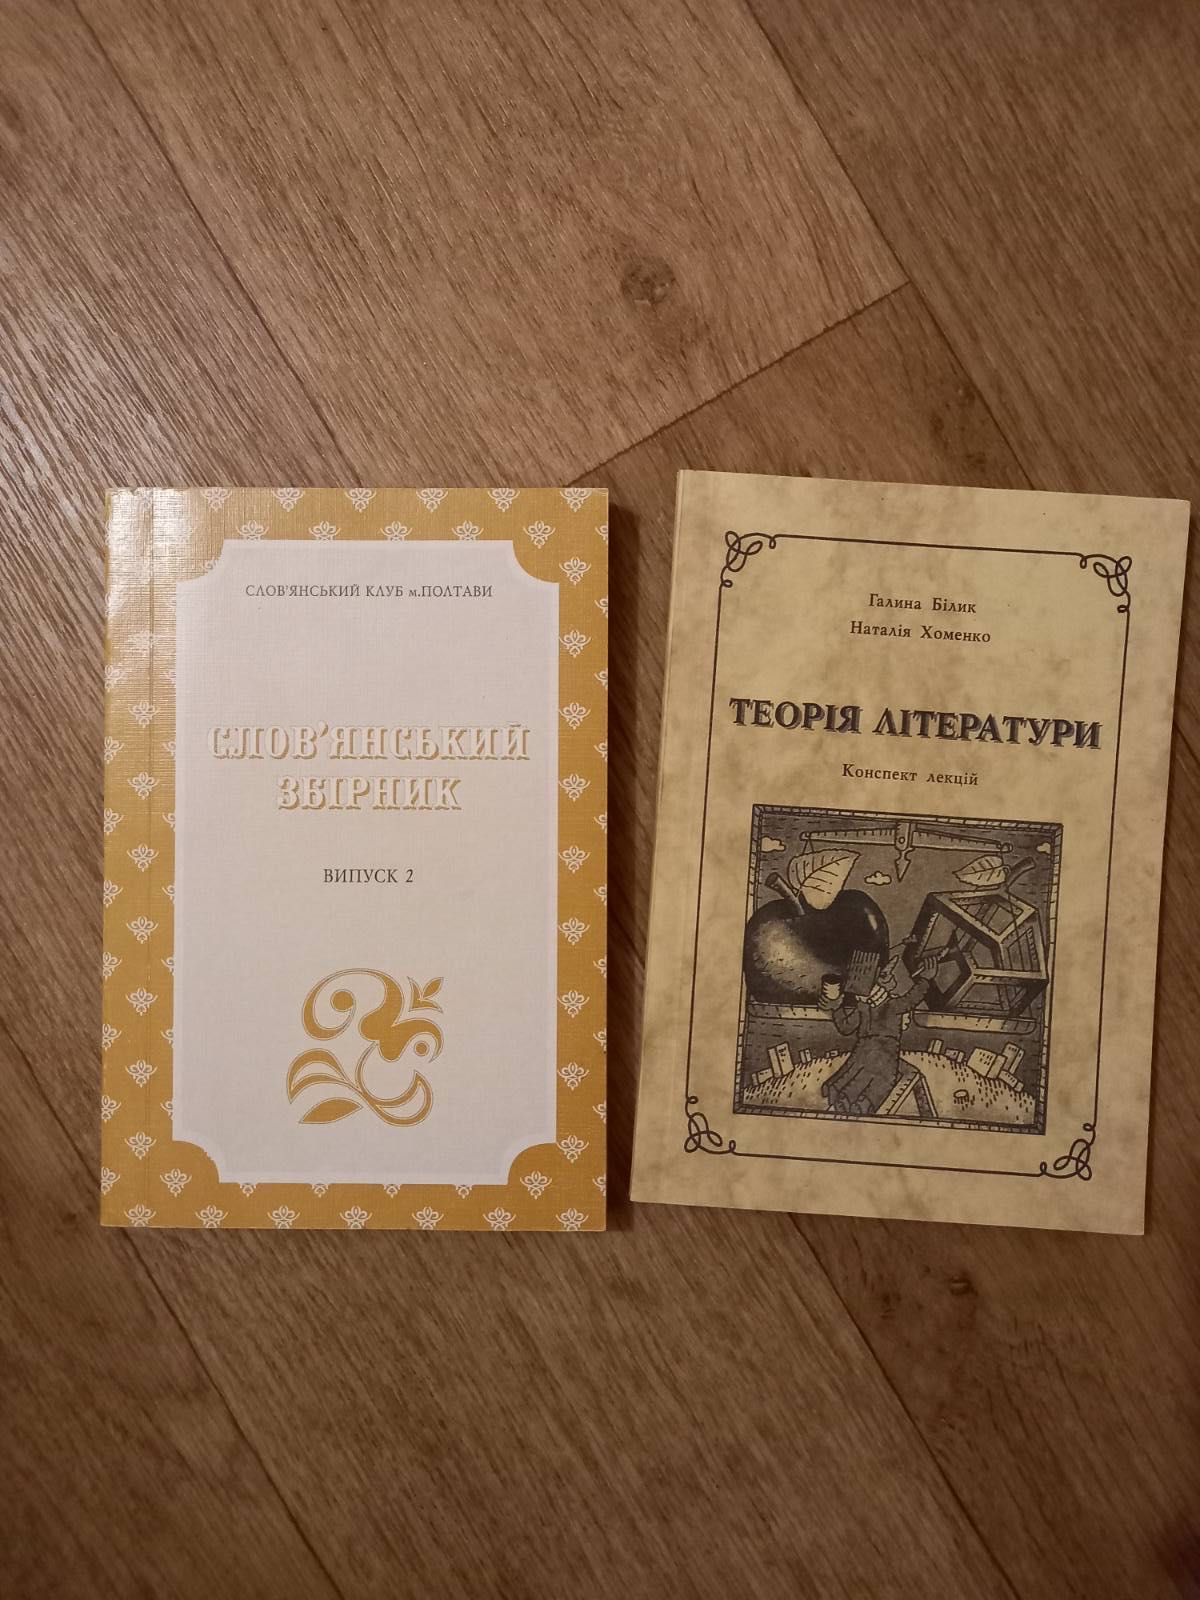 СЛОВ'ЯНСЬКИЙ КЛУБ м.ПОЛТАВИ
СЛОВ'ЯНСЬКИЙ
ЗБІРНИК
ВИПУСК 2
Галина Білик
Наталія Хоменко
ТЕОРІЯ ЛІТЕРАТУРИ
Конспект лекцій